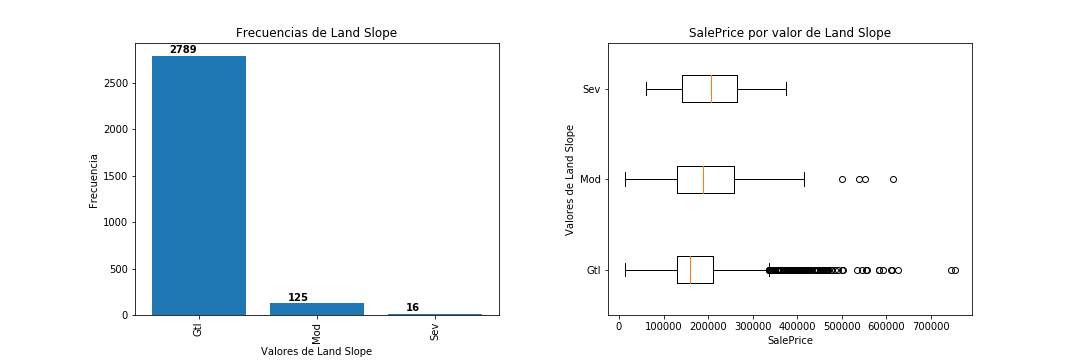 Frecuencias de Land Slope
2789
125
16
2500
2000
1500
1000
500
0
Frecuencia
Gtl
Mod
Sev
Valores de Land Slope
SalePrice por valor de Land Slope
Sev
Mod
Gtl
Valores de Land Slope
0 100000 200000 300000 400000 500000 600000 700000
SalePrice